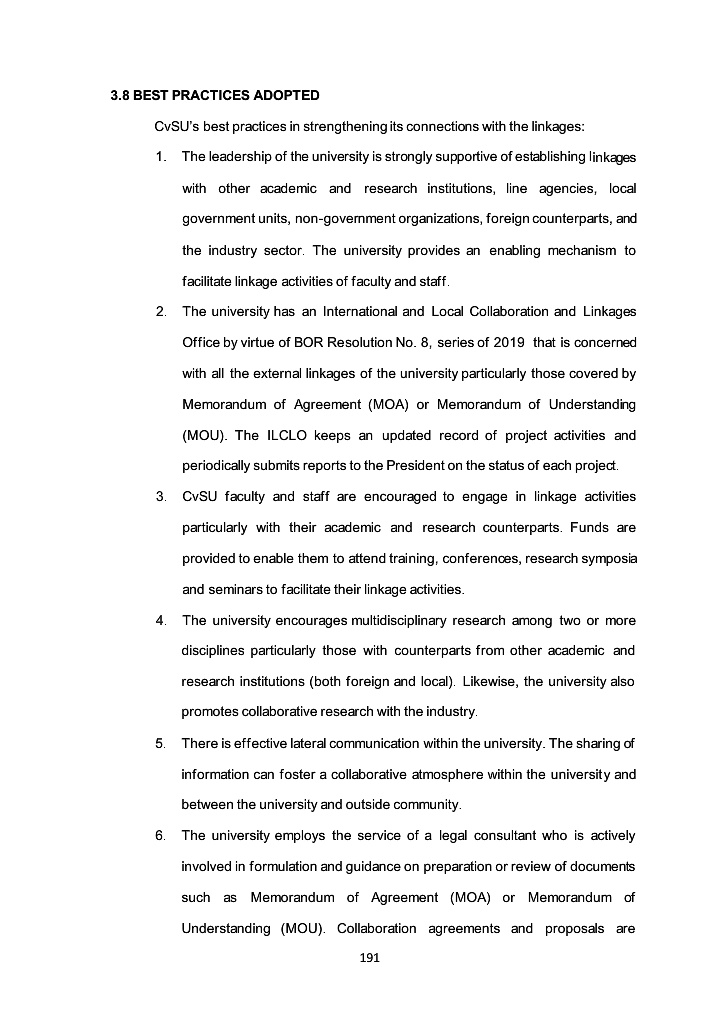 3.8 BEST PRACTICES ADOPTED
CvSU's best practices in strengthening its connections with the linkages:
1. The leadership of the university is strongly supportive of establishing linkages
with other academic and research institutions, line agencies, local
government units, non-government organizations, foreign counterparts, and
the industry sector. The university provides an enabling mechanism to
facilitate linkage activities of faculty and staff.
2. The university has an International and Local Collaboration and Linkages
Office by virtue of BOR Resolution No. 8, series of 2019 that is concerned
with all the external linkages of the university particularly those covered by
Memorandum of Agreement (MOA) or Memorandum of Understanding
(MOU). The ILCLO keeps an updated record of project activities and
periodically submits reports to the President on the status of each project.
3. CvSU faculty and staff are encouraged to engage in linkage activities
particularly with their academic and research counterparts. Funds are
provided to enable them to attend training, conferences, research symposia
and seminars to facilitate their linkage activities.
4. The university encourages multidisciplinary research among two or more
disciplines particularly those with counterparts from other academic and
research institutions (both foreign and local). Likewise, the university also
promotes collaborative research with the industry.
5. There is effective lateral communication within the university. The sharing of
information can foster a collaborative atmosphere within the university and
between the university and outside community.
6. The university employs the service of a legal consultant who is actively
involved in formulation and guidance on preparation or review of documents
such as Memorandum of Agreement (MOA) or Memorandum of
Understanding (MOU). Collaboration agreements and proposals are
191